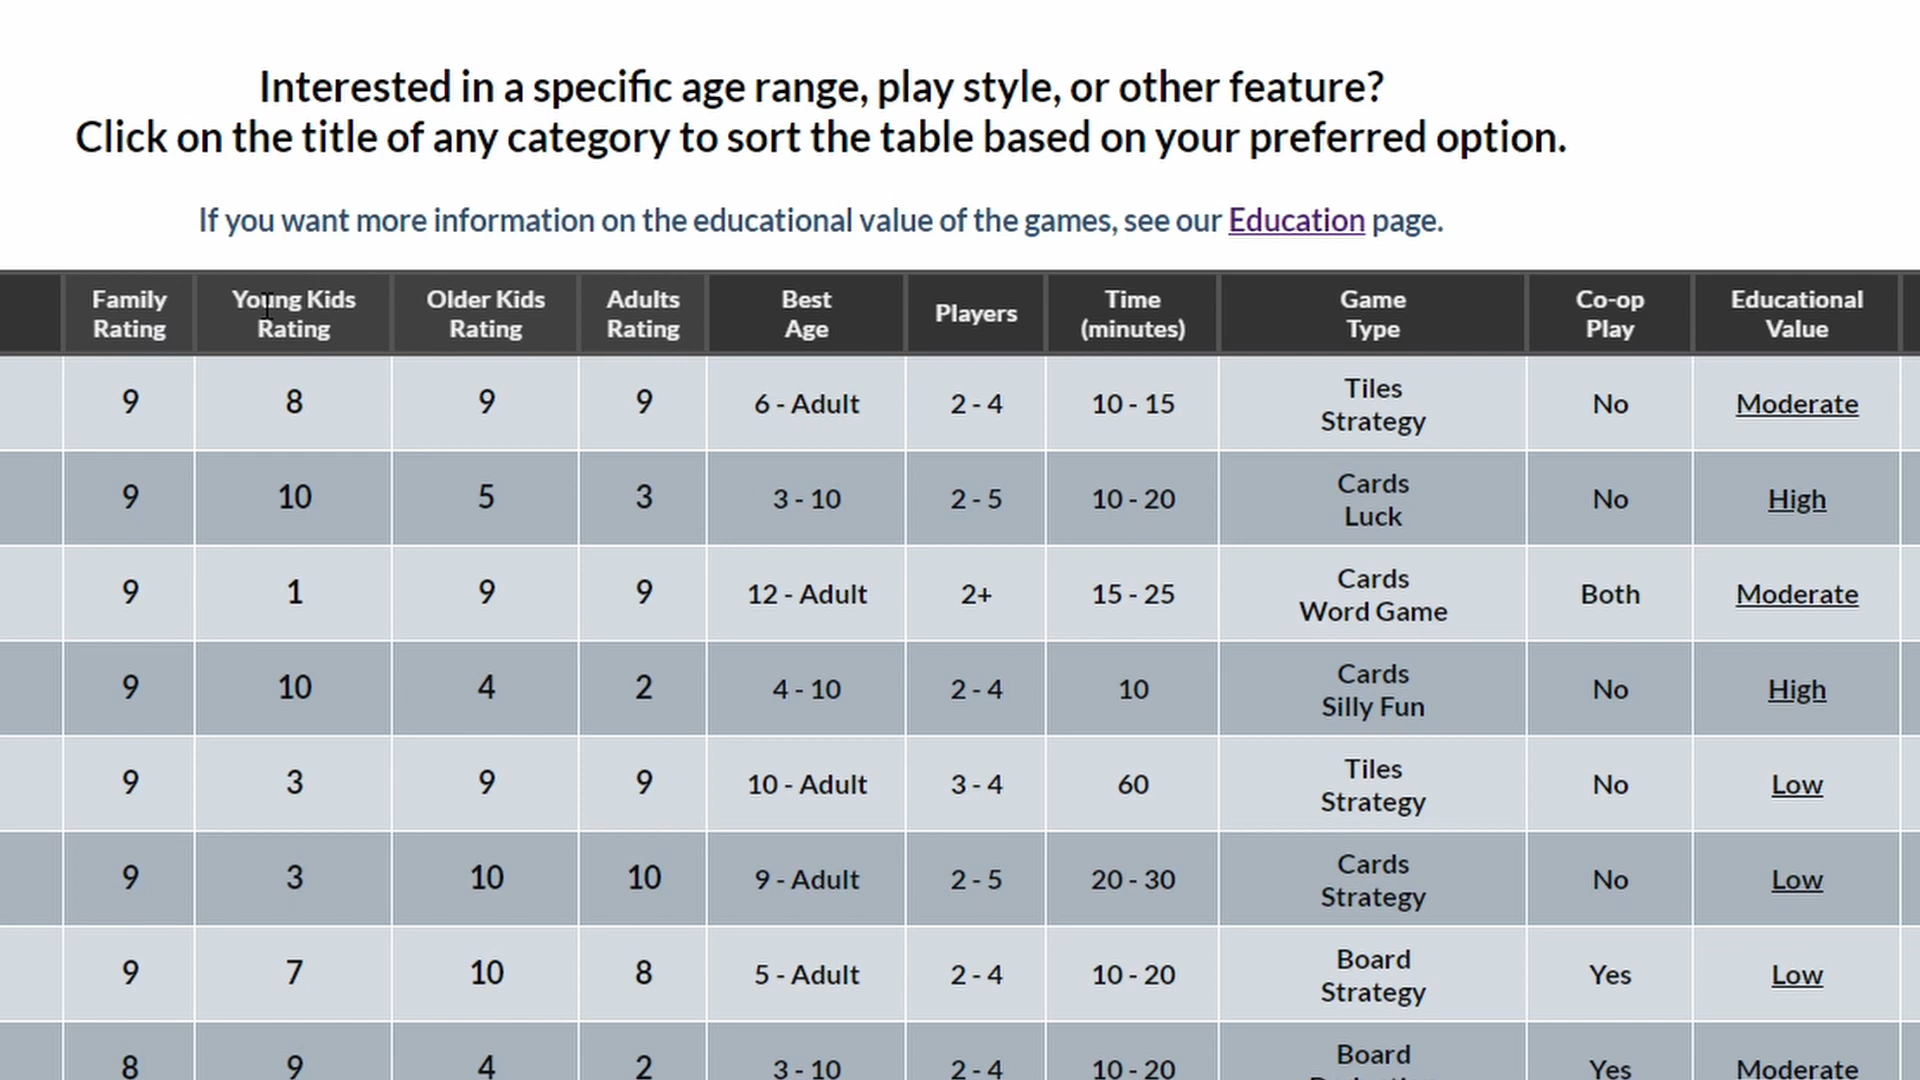 Interested in a specific age range, play style, or other feature?
Click on the title of any category to sort the table based on your preferred option.
If you want more information on the educational value of the games, see our Education page.
Family Rating Young Kids Rating Older Kids Rating Adults Rating Best Age Players Time (minutes) Game Type Co-op Play Educational Value
9 8 9 9 6 - Adult 2 - 4 10 - 15 Tiles Strategy No Moderate
9 10 5 3 3 - 10 2 - 5 10 - 20 Cards Luck No High
9 1 9 9 12 - Adult 2+ 15 - 25 Cards Word Game Both Moderate
9 10 4 2 4 - 10 2 - 4 10 Cards Silly Fun No High
9 3 9 9 10 - Adult 3 - 4 60 Tiles Strategy No Low
9 3 10 10 9 - Adult 2 - 5 20 - 30 Cards Strategy No Low
9 7 10 8 5 - Adult 2 - 4 10 - 20 Board Strategy Yes Low
8 9 4 2 3 - 10 2 - 4 10 - 20 Board Yes Moderate